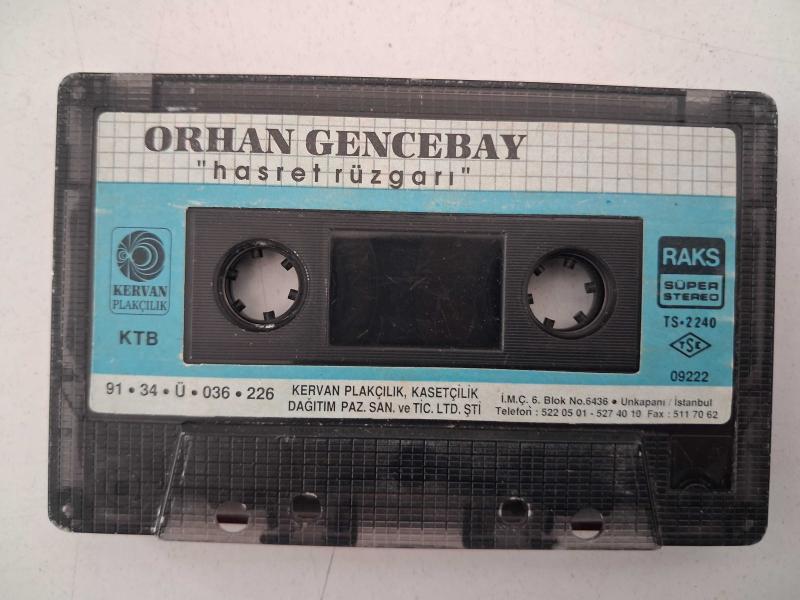 ORHAN GENCEBAY
"hasret rüzgarı"
KERVAN
PLAKÇILIK
KTB
RAKS
SÜPER
STEREO
TS•2240
TSE
09222
91 • 34 • Ü • 036 • 226
KERVAN PLAKÇILIK, KASETÇİLİK
DAĞITIM PAZ. SAN. ve TİC. LTD. ŞTİ
İ.M.Ç. 6. Blok No.6436 • Unkapanı / İstanbul
Telefon : 522 05 01 - 527 40 10 Fax : 511 70 62